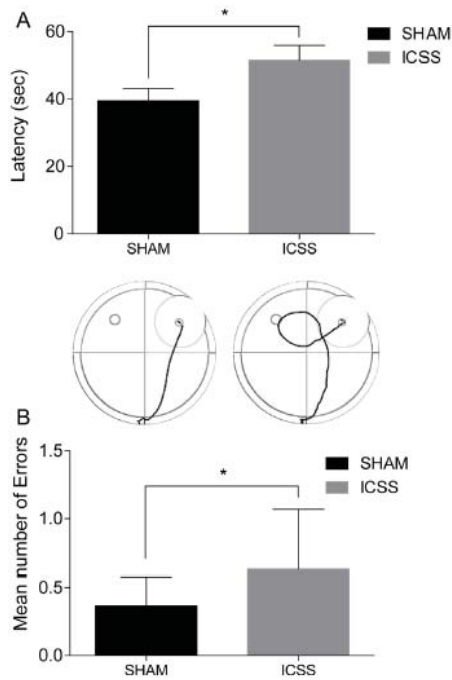 A
*
SHAM
ICSS
Latency (sec)
60
40
20
0
SHAM ICSS
B
*
SHAM
ICSS
Mean number of Errors
1.5
1.0
0.5
0.0
SHAM ICSS